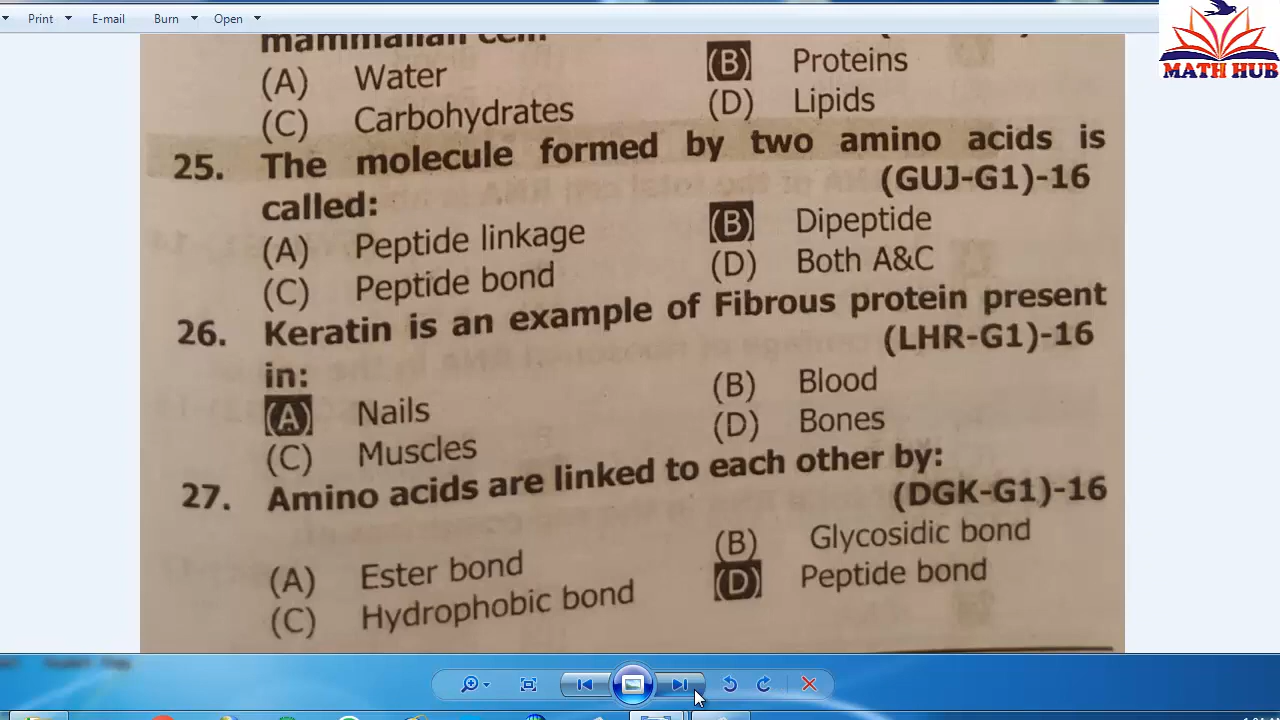 Print E-mail Burn Open
MATH HUB
mammalian cell
(A) Water (B) Proteins
(C) Carbohydrates (D) Lipids
25. The molecule formed by two amino acids is
called: (GUJ-G1)-16
(A) Peptide linkage (B) Dipeptide
(C) Peptide bond (D) Both A&C
26. Keratin is an example of Fibrous protein present
in: (LHR-G1)-16
(A) Nails (B) Blood
(C) Muscles (D) Bones
27. Amino acids are linked to each other by:
(DGK-G1)-16
(A) Ester bond (B) Glycosidic bond
(C) Hydrophobic bond (D) Peptide bond